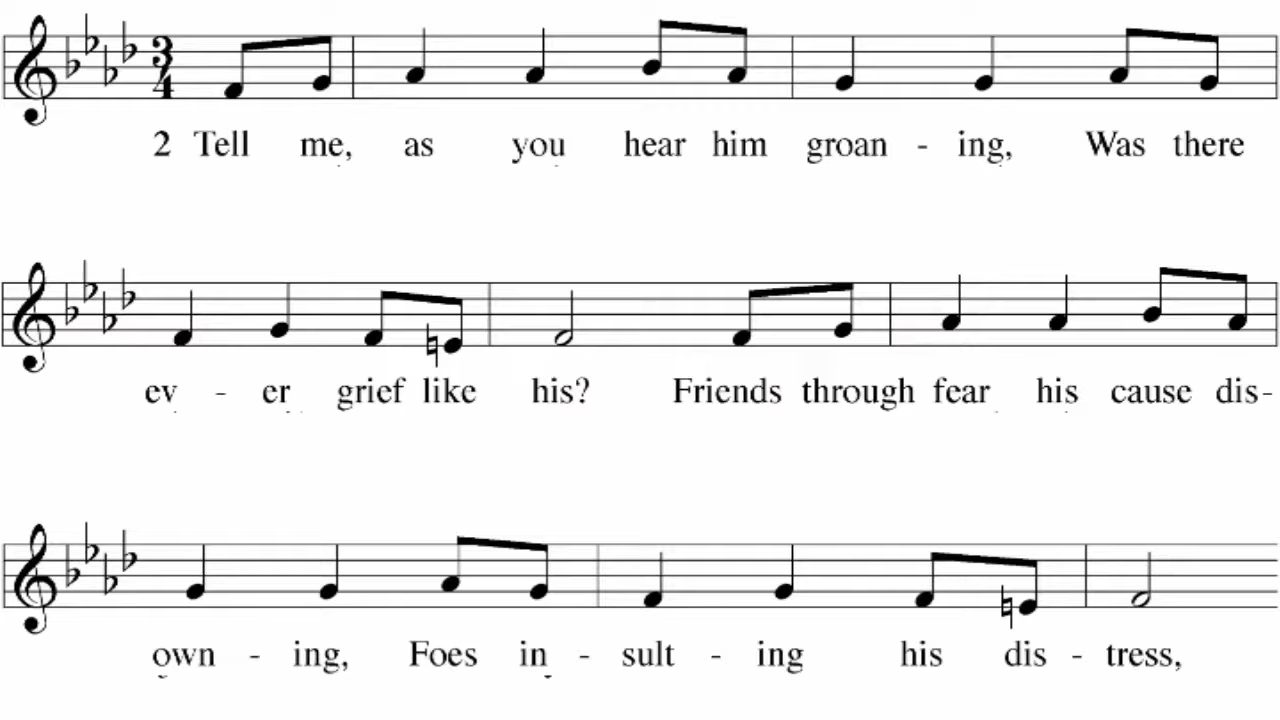 2 Tell me, as you hear him groan - ing, Was there
ev - er grief like his? Friends through fear his cause dis-
own - ing, Foes in - sult - ing his dis - tress,